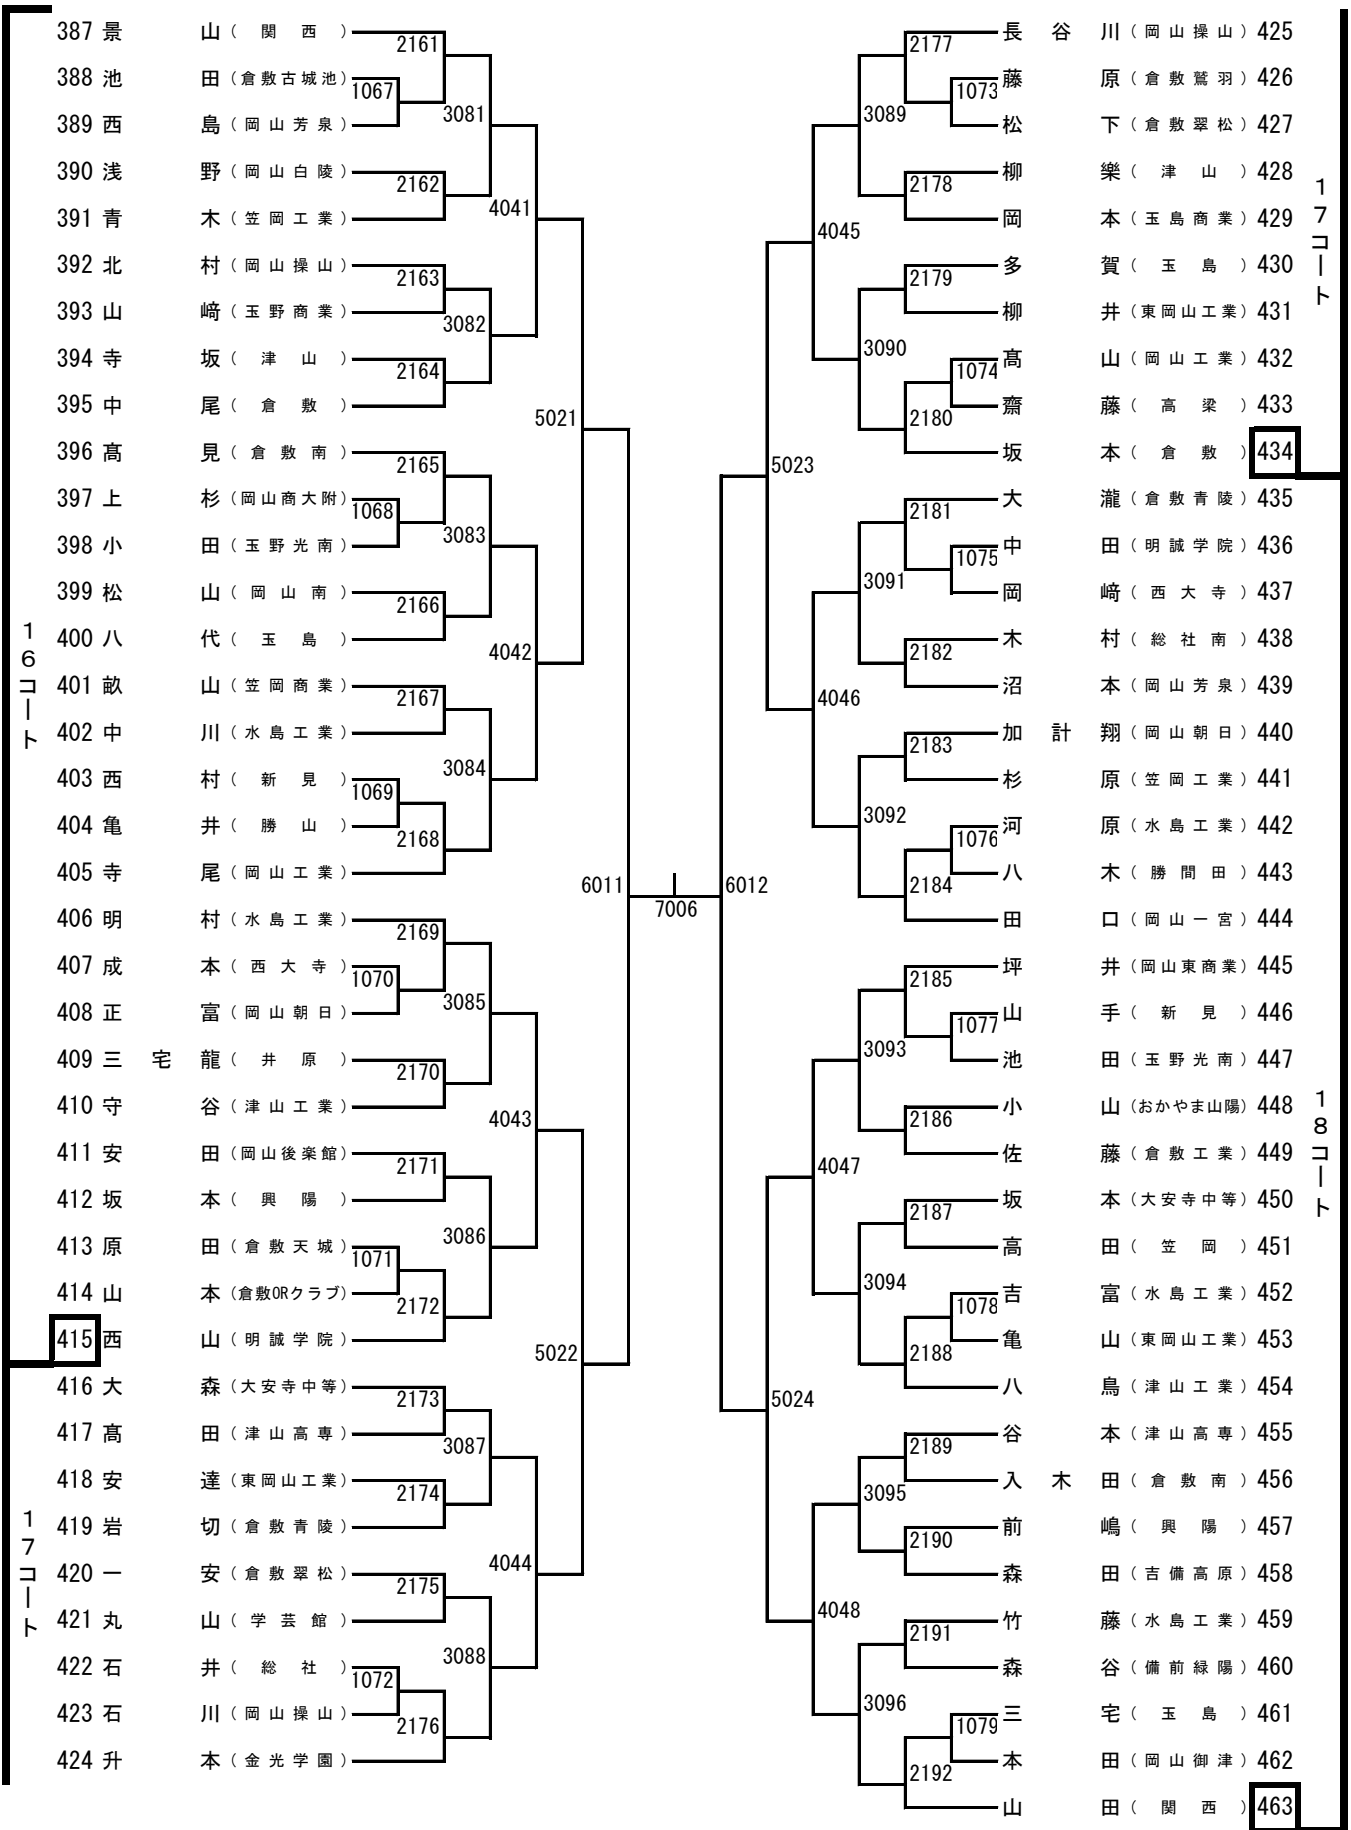 387 景山（関西）
388 池田（倉敷古城池）
389 西島（岡山芳泉）
390 浅野（岡山白陵）
391 青木（笠岡工業）
392 北村（岡山操山）
393 山﨑（玉野商業）
394 寺坂（津山）
395 中尾（倉敷）
396 髙見（倉敷南）
397 上杉（岡山商大附）
398 小田（玉野光南）
399 松山（岡山南）
400 八代（玉島）
401 畝山（笠岡商業）
402 中川（水島工業）
403 西村（新見）
404 亀井（勝山）
405 寺尾（岡山工業）
406 明村（水島工業）
407 成本（西大寺）
408 正富（岡山朝日）
409 三宅龍（井原）
410 守谷（津山工業）
411 安田（岡山後楽館）
412 坂本（興陽）
413 原田（倉敷天城）
414 山本（倉敷ORクラブ）
415 西山（明誠学院）
416 大森（大安寺中等）
417 髙田（津山高専）
418 安達（東岡山工業）
419 岩切（倉敷青陵）
420 一安（倉敷翠松）
421 丸山（学芸館）
422 石井（総社）
423 石川（岡山操山）
424 升本（金光学園）
16コート
17コート
1067
1068
1069
1070
1071
1072
2161
2162
2163
2164
2165
2166
2167
2168
2169
2170
2171
2172
2173
2174
2175
2176
3081
3082
3083
3084
3085
3086
3087
3088
4041
4042
4043
4044
5021
5022
6011
7006
6012
5023
5024
4045
4046
4047
4048
3089
3090
3091
3092
3093
3094
3095
3096
2177
2178
2179
2180
2181
2182
2183
2184
2185
2186
2187
2188
2189
2190
2191
2192
1073
1074
1075
1076
1077
1078
1079
長谷川（岡山操山）425
藤原（倉敷鷲羽）426
松下（倉敷翠松）427
柳樂（津山）428
岡本（玉島商業）429
多賀（玉島）430
柳井（東岡山工業）431
髙山（岡山工業）432
齋藤（高梁）433
坂本（倉敷）434
大瀧（倉敷青陵）435
中田（明誠学院）436
岡﨑（西大寺）437
木村（総社南）438
沼本（岡山芳泉）439
加計翔（岡山朝日）440
杉原（笠岡工業）441
河原（水島工業）442
八木（勝間田）443
田口（岡山一宮）444
坪井（岡山東商業）445
山手（新見）446
池田（玉野光南）447
小山（おかやま山陽）448
佐藤（倉敷工業）449
坂本（大安寺中等）450
高田（笠岡）451
吉富（水島工業）452
亀山（東岡山工業）453
八鳥（津山工業）454
谷本（津山高専）455
入木田（倉敷南）456
前嶋（興陽）457
森田（吉備高原）458
竹藤（水島工業）459
森谷（備前緑陽）460
三宅（玉島）461
本田（岡山御津）462
山田（関西）463
17コート
18コート